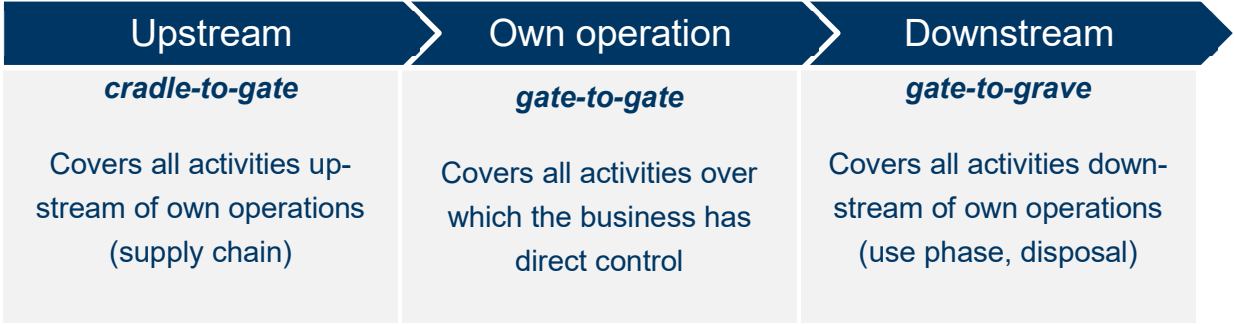 Upstream
Own operation
Downstream
cradle-to-gate
Covers all activities up-
stream of own operations
(supply chain)
gate-to-gate
Covers all activities over
which the business has
direct control
gate-to-grave
Covers all activities down-
stream of own operations
(use phase, disposal)